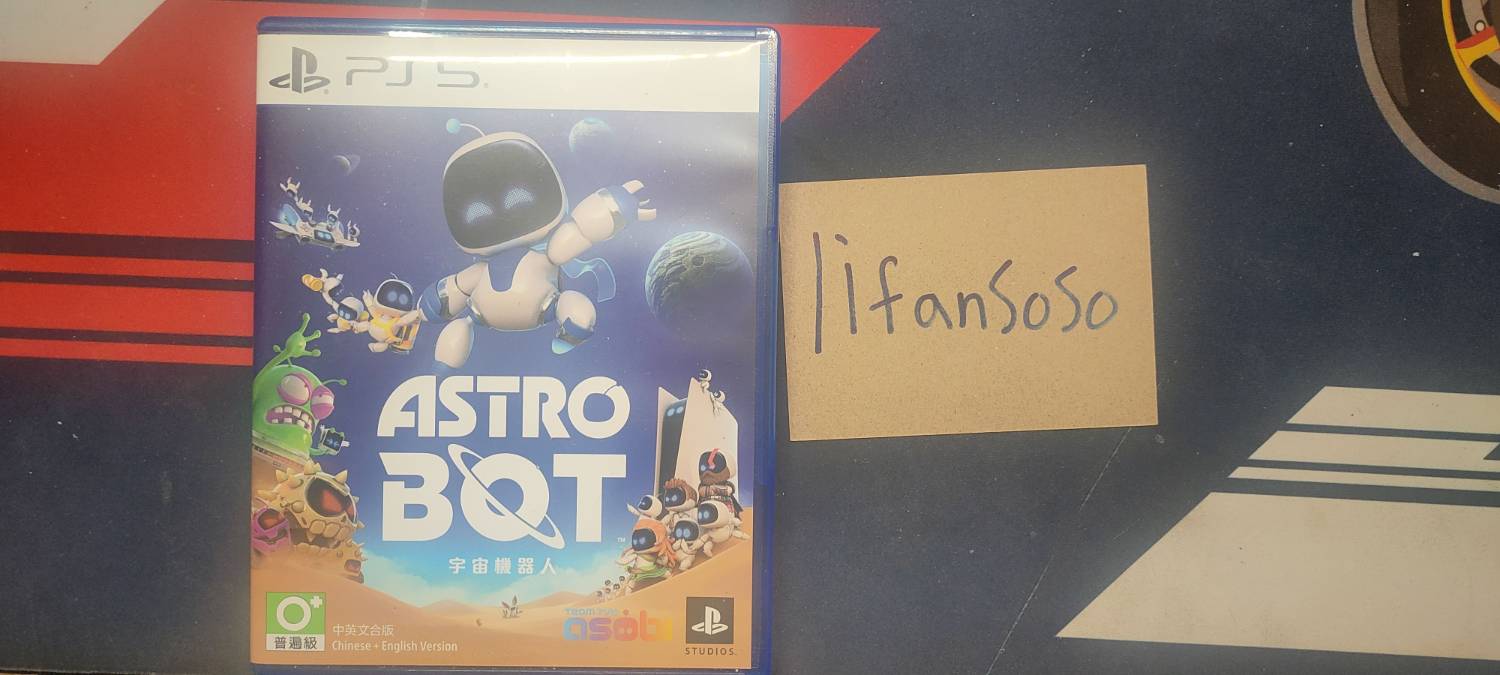 PS5
ASTRO
BOT™
宇宙機器人
0+
普遍級
中英文合版
Chinese + English Version
TEAM ASOBI
asobi
STUDIOS
lifansoso